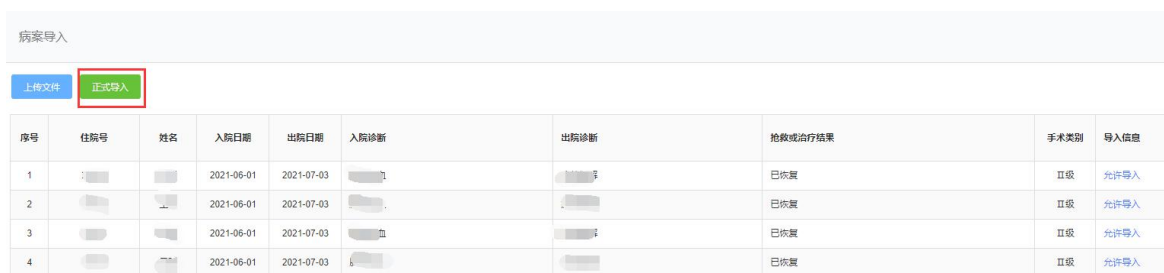 病案导入
上传文件 正式导入
序号 住院号 姓名 入院日期 出院日期 入院诊断 出院诊断 抢救或治疗结果 手术类别 导入信息
1 2021-06-01 2021-07-03 已恢复 II级 允许导入
2 2021-06-01 2021-07-03 已恢复 II级 允许导入
3 2021-06-01 2021-07-03 已恢复 II级 允许导入
4 2021-06-01 2021-07-03 已恢复 II级 允许导入